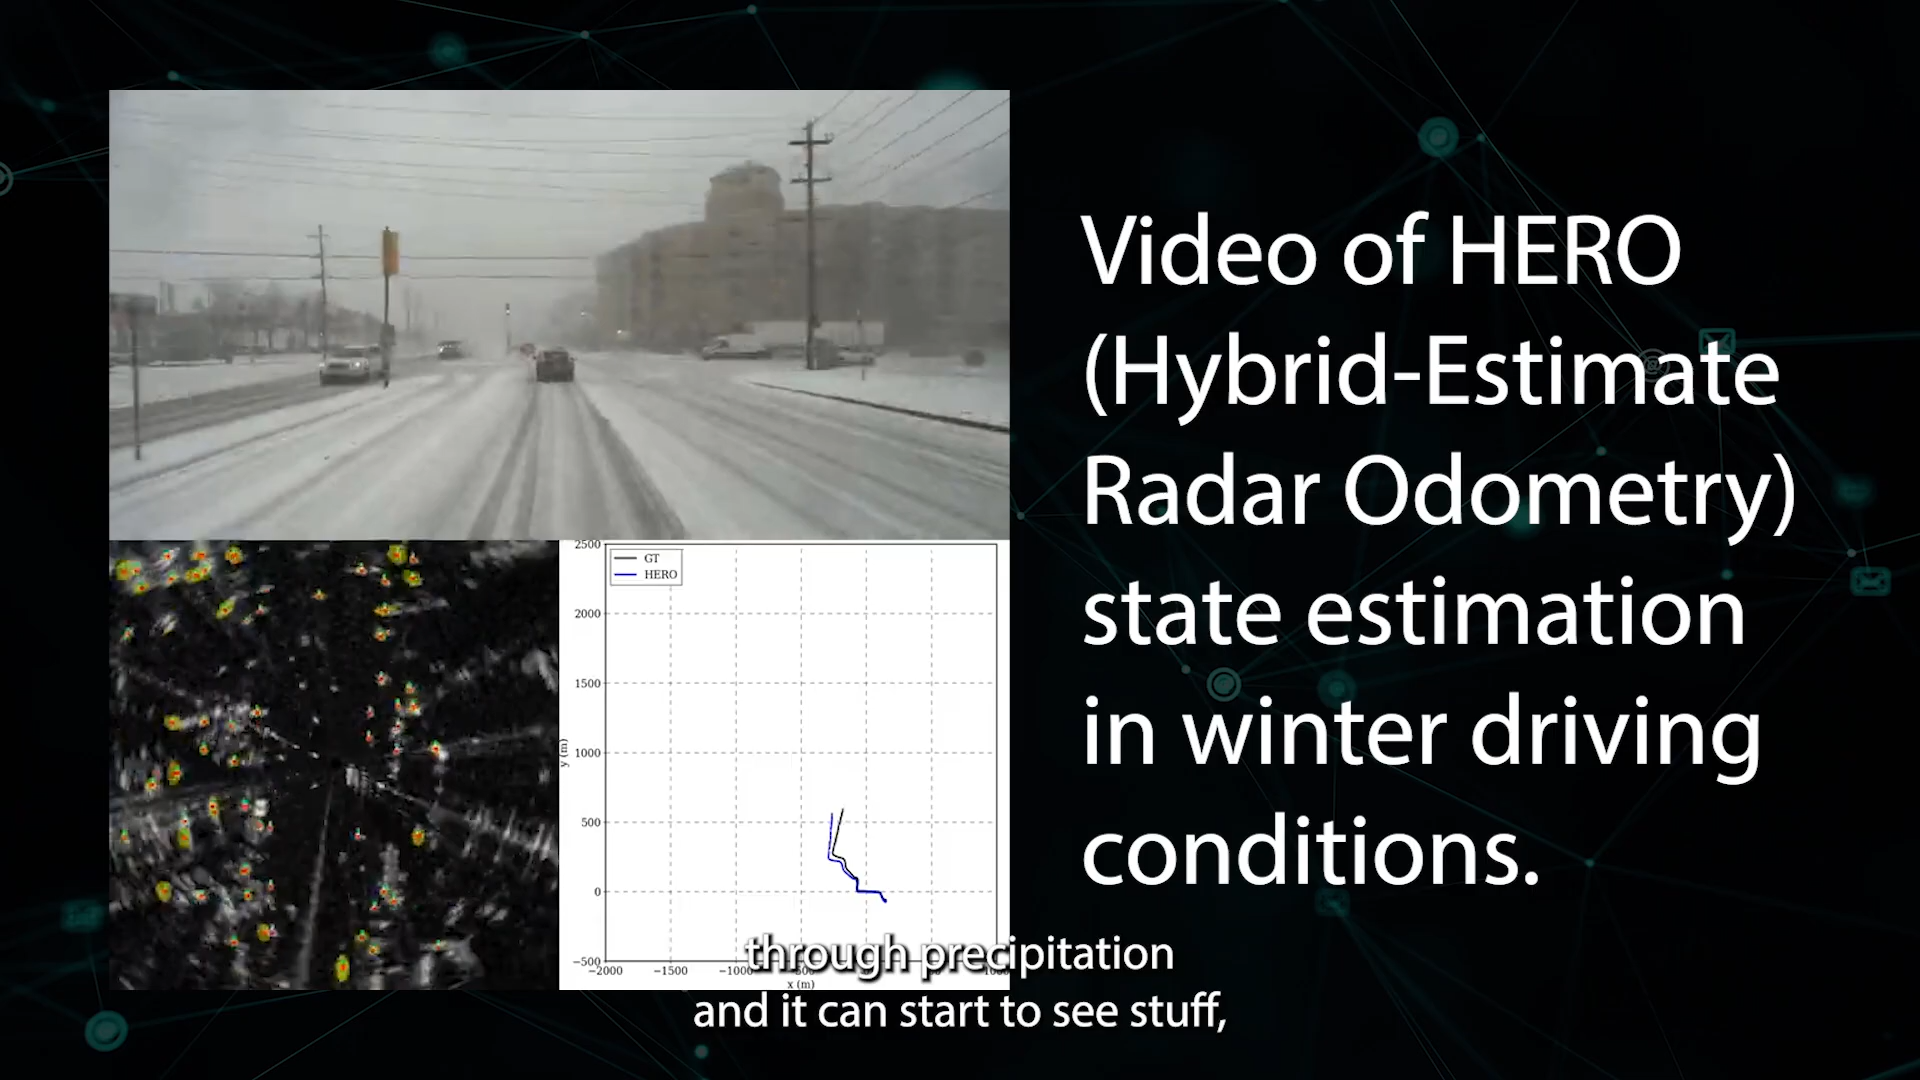 Video of HERO
(Hybrid-Estimate
Radar Odometry)
state estimation
in winter driving
conditions.
GT
HERO
2500
2000
1500
1000
500
0
−500
y (m)
−2000
−1500
−1000
x (m)
through precipitation
and it can start to see stuff,